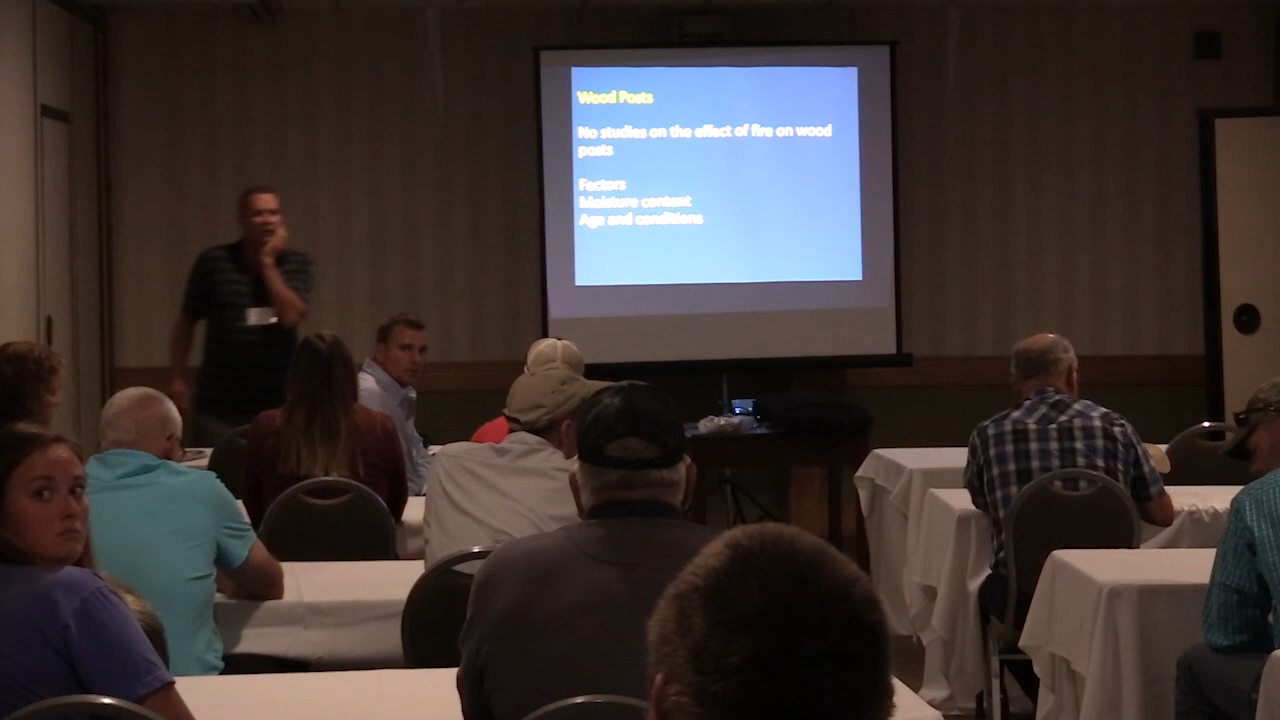 Wood Posts
No studies on the effect of fire on wood
posts
Factors
Moisture content
Age and conditions